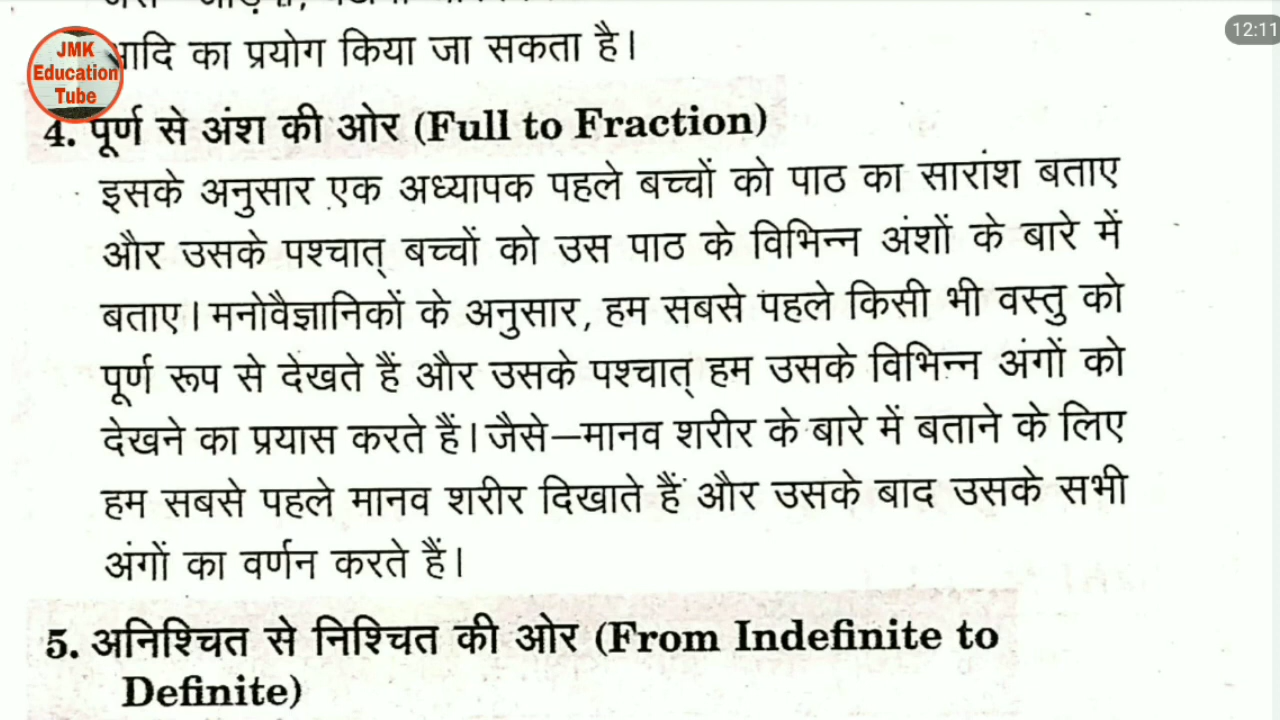 JMK
Education
Tube
12:11
आदि का प्रयोग किया जा सकता है।
4. पूर्ण से अंश की ओर (Full to Fraction)
इसके अनुसार एक अध्यापक पहले बच्चों को पाठ का सारांश बताए
और उसके पश्चात् बच्चों को उस पाठ के विभिन्न अंशों के बारे में
बताए। मनोवैज्ञानिकों के अनुसार, हम सबसे पहले किसी भी वस्तु को
पूर्ण रूप से देखते हैं और उसके पश्चात् हम उसके विभिन्न अंगों को
देखने का प्रयास करते हैं। जैसे—मानव शरीर के बारे में बताने के लिए
हम सबसे पहले मानव शरीर दिखाते हैं और उसके बाद उसके सभी
अंगों का वर्णन करते हैं।
5. अनिश्चित से निश्चित की ओर (From Indefinite to
Definite)